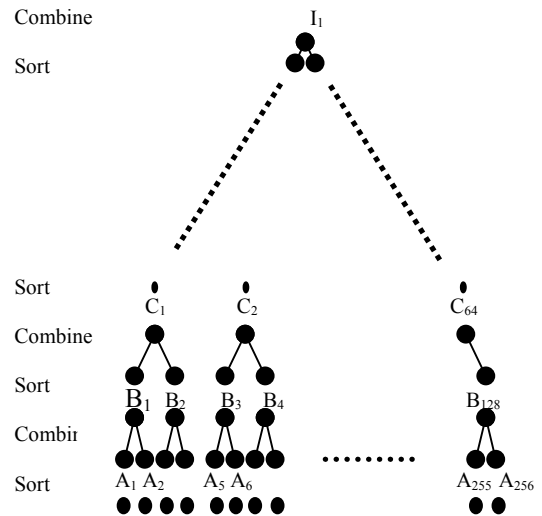 Combine I₁
Sort
Sort
C₁ C₂ C₆₄
Combine
Sort
B₁ B₂ B₃ B₄ B₁₂₈
Combir
A₁ A₂ A₅ A₆ A₂₅₅ A₂₅₆
Sort